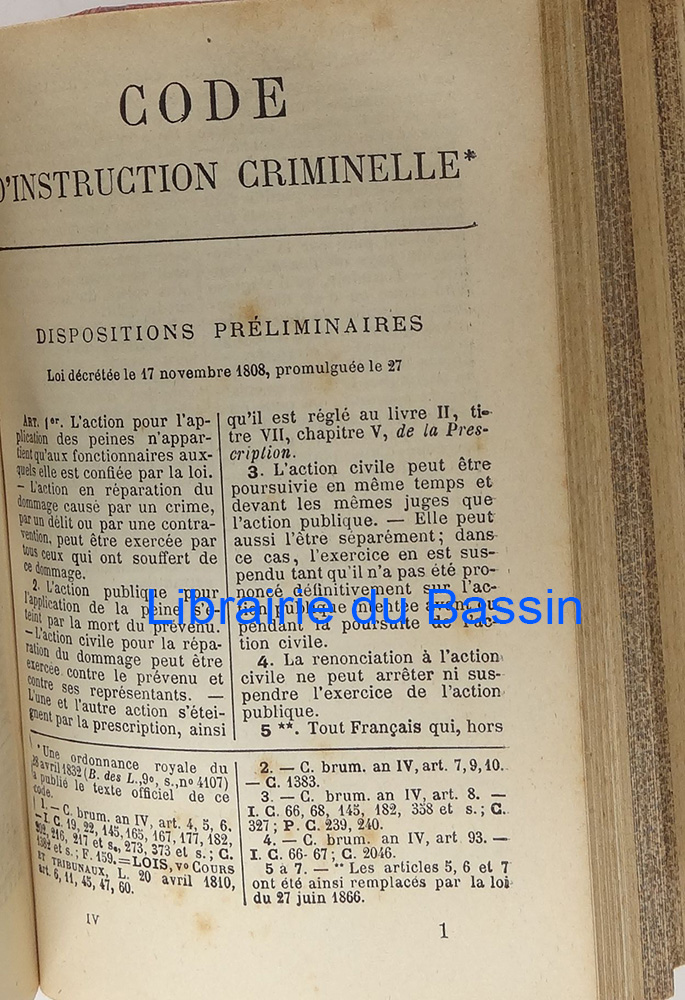 CODE
D'INSTRUCTION CRIMINELLE*
DISPOSITIONS PRÉLIMINAIRES
Loi décrétée le 17 novembre 1808, promulguée le 27
ART. 1er. L'action pour l'ap-
plication des peines n'appar-
tient qu'aux fonctionnaires aux-
quels elle est confiée par la loi.
— L'action en réparation du
dommage causé par un crime,
par un délit ou par une contra-
vention, peut être exercée par
tous ceux qui ont souffert de
ce dommage.
2. L'action publique pour
l'application de la peine s'é-
teint par la mort du prévenu.
— L'action civile pour la répa-
ration du dommage peut être
exercée contre le prévenu et
contre ses représentants. —
L'une et l'autre action s'étei-
gnent par la prescription, ainsi
qu'il est réglé au livre II, ti-
tre VII, chapitre V, de la Pres-
cription.
3. L'action civile peut être
poursuivie en même temps et
devant les mêmes juges que
l'action publique. — Elle peut
aussi l'être séparément; dans
ce cas, l'exercice en est sus-
pendu tant qu'il n'a pas été pro-
noncé définitivement sur l'ac-
tion publique intentée avant ou
pendant la poursuite de l'ac-
tion civile.
4. La renonciation à l'action
civile ne peut arrêter ni sus-
pendre l'exercice de l'action
publique.
5 **. Tout Français qui, hors
* Une ordonnance royale du
28 avril 1832 (B. des L., 9e, s., no 4107)
a publié le texte officiel de ce
code.
1. — C. brum. an IV, art. 4, 5, 6.
— I. C. 19, 22, 145, 165, 167, 177, 182,
202, 216, 217 et s., 273, 373 et s.; C.
1382 et s.; F. 159. = LOIS, vo COURS
ET TRIBUNAUX, L. 20 avril 1810,
art. 6, 11, 45, 47, 60.
2. — C. brum. an IV, art. 7, 9, 10.
— C. 1383.
3. — C. brum. an IV, art. 8. —
I. C. 66, 68, 145, 182, 358 et s.; C.
327; P. C. 239, 240.
4. — C. brum. an IV, art. 93. —
I. C. 66-67; C. 2046.
5 à 7. — ** Les articles 5, 6 et 7
ont été ainsi remplacés par la loi
du 27 juin 1866.
IV
1
Librairie du Bassin